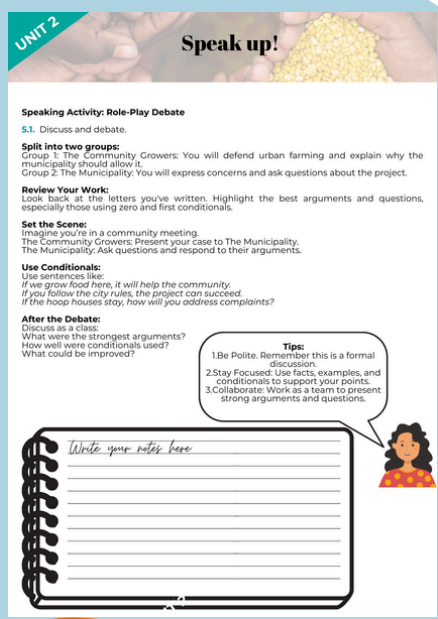 UNIT 2
Speak up!
Speaking Activity: Role-Play Debate
5.1. Discuss and debate.
Split into two groups:
Group 1: The Community Growers: You will defend urban farming and explain why the
municipality should allow it.
Group 2: The Municipality: You will express concerns and ask questions about the project.
Review Your Work:
Look back at the letters you've written. Highlight the best arguments and questions,
especially those using zero and first conditionals.
Set the Scene:
Imagine you're in a community meeting.
The Community Growers: Present your case to The Municipality.
The Municipality: Ask questions and respond to their arguments.
Use Conditionals:
Use sentences like:
If we grow food here, it will help the community.
If you follow the city rules, the project can succeed.
If the hoop houses stay, how will you address complaints?
After the Debate:
Discuss as a class:
What were the strongest arguments?
How well were conditionals used?
What could be improved?
Tips:
1.Be Polite. Remember this is a formal
discussion.
2.Stay Focused: Use facts, examples, and
conditionals to support your points.
3.Collaborate: Work as a team to present
strong arguments and questions.
Write your notes here